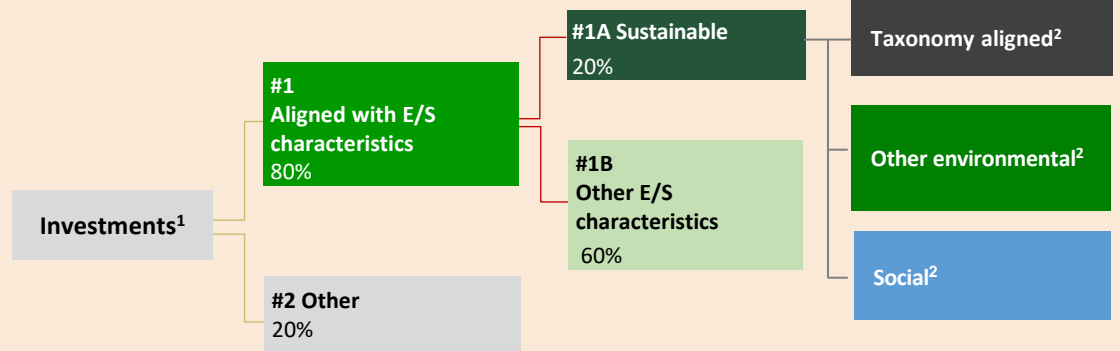 Investments¹
#1
Aligned with E/S
characteristics
80%
#2 Other
20%
#1A Sustainable
20%
#1B
Other E/S
characteristics
60%
Taxonomy aligned²
Other environmental²
Social²